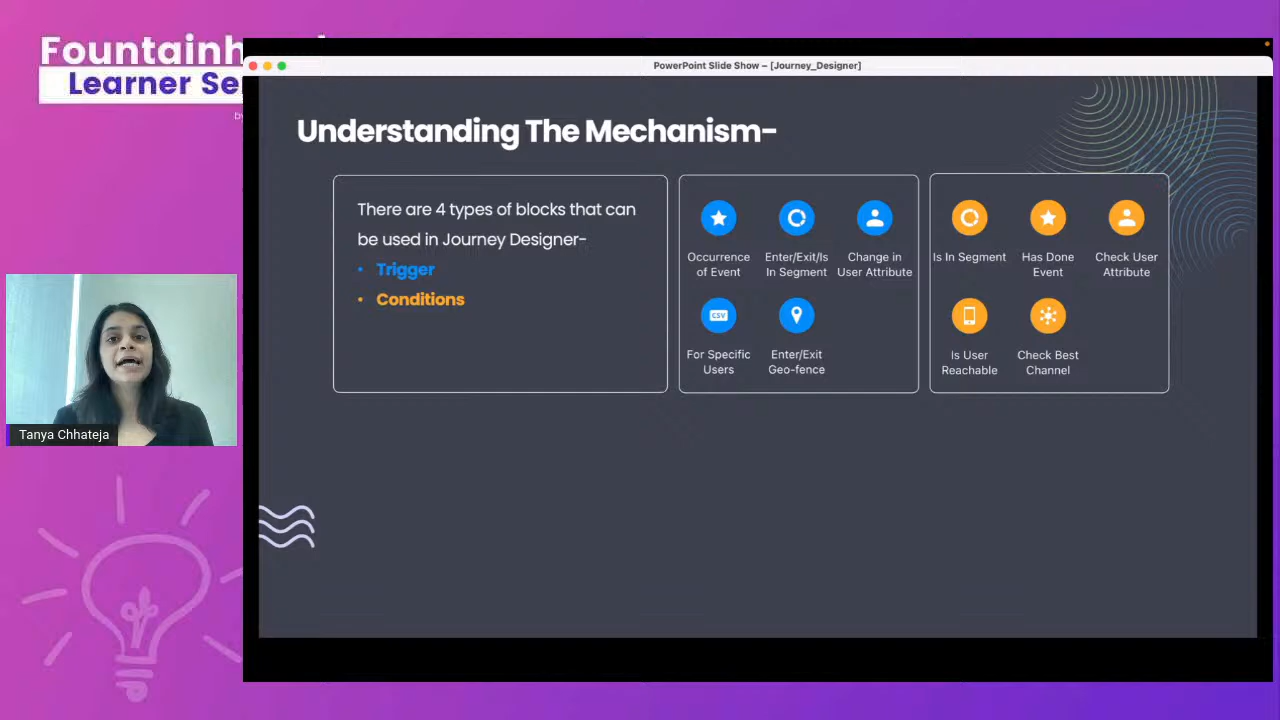 Learner
by
PowerPoint Slide Show – [Journey_Designer]
Understanding The Mechanism-
There are 4 types of blocks that can
be used in Journey Designer-
• Trigger
• Conditions
Occurrence
of Event
Enter/Exit/Is
In Segment
Change in
User Attribute
For Specific
Users
CSV
Enter/Exit
Geo-fence
Is In Segment
Has Done
Event
Check User
Attribute
Is User
Reachable
Check Best
Channel
Tanya Chhateja